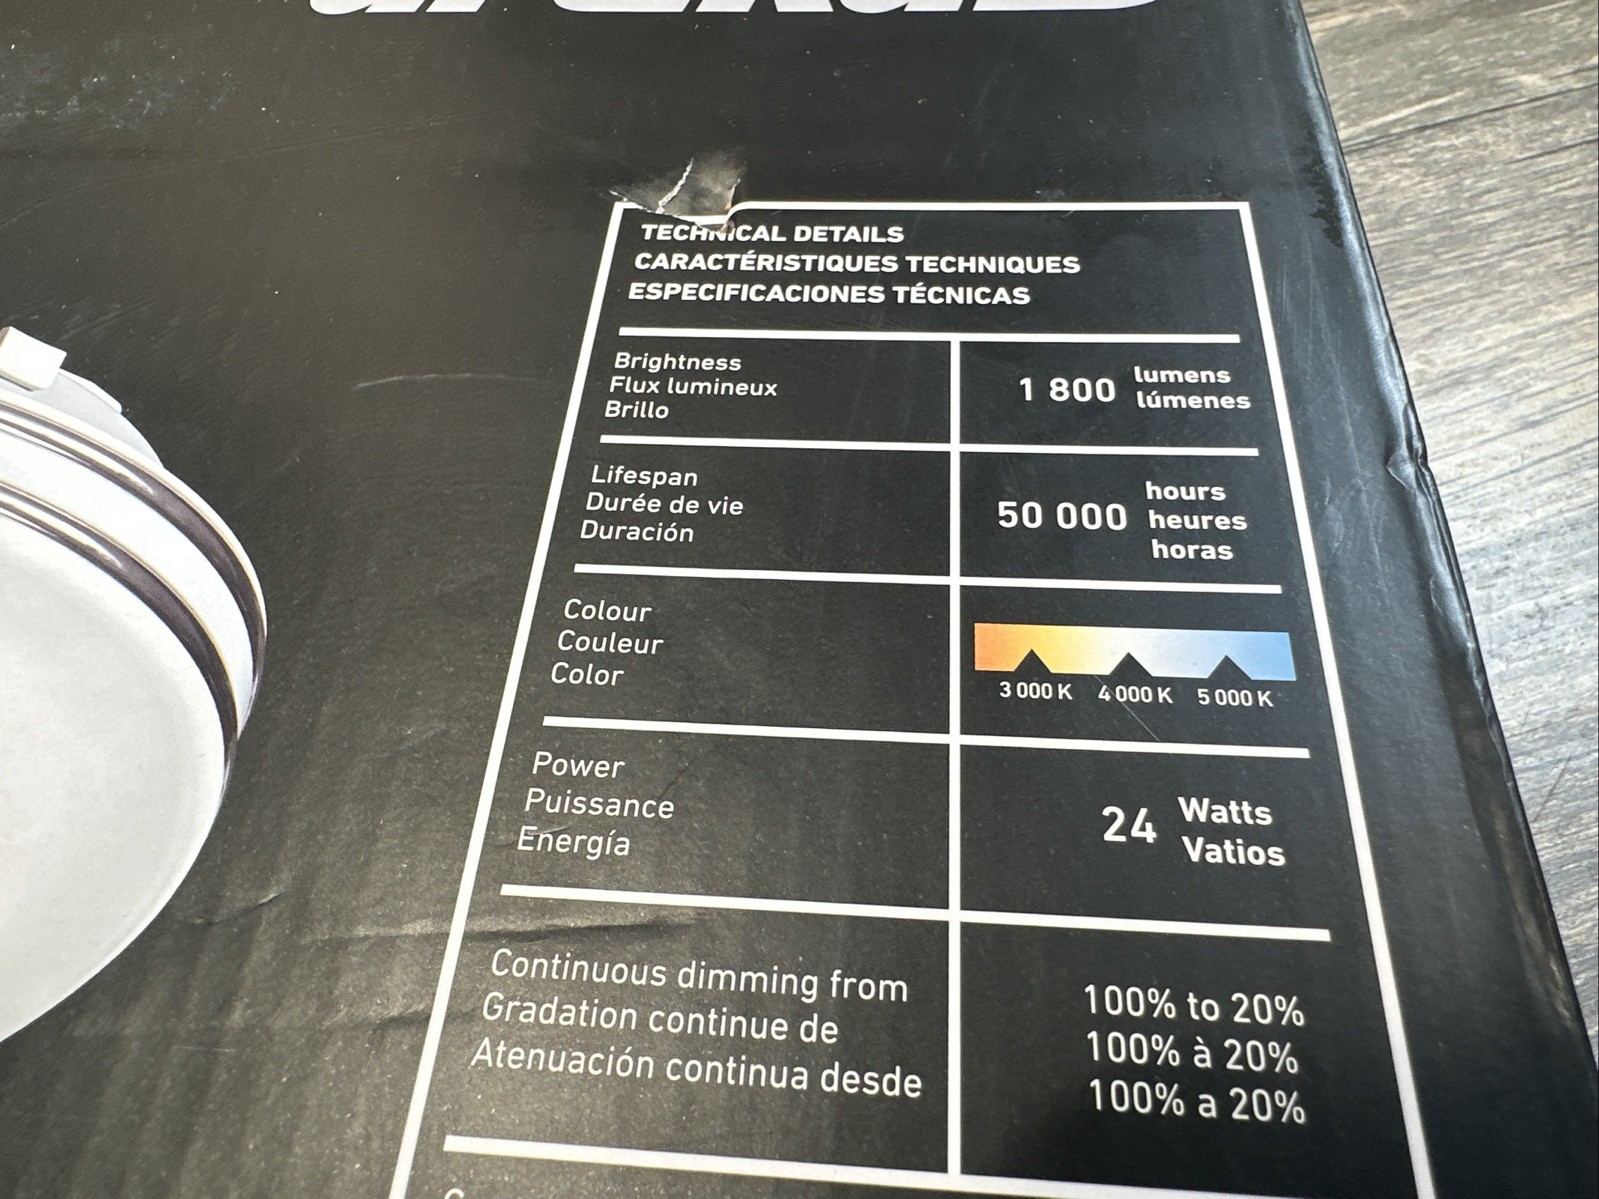 TECHNICAL DETAILS
CARACTÉRISTIQUES TECHNIQUES
ESPECIFICACIONES TÉCNICAS
Brightness
Flux lumineux
Brillo
1 800
lumens
lúmenes
Lifespan
Durée de vie
Duración
50 000
hours
heures
horas
Colour
Couleur
Color
3 000 K 4 000 K 5 000 K
Power
Puissance
Energía
24
Watts
Vatios
Continuous dimming from
Gradation continue de
Atenuación continua desde
100% to 20%
100% à 20%
100% a 20%